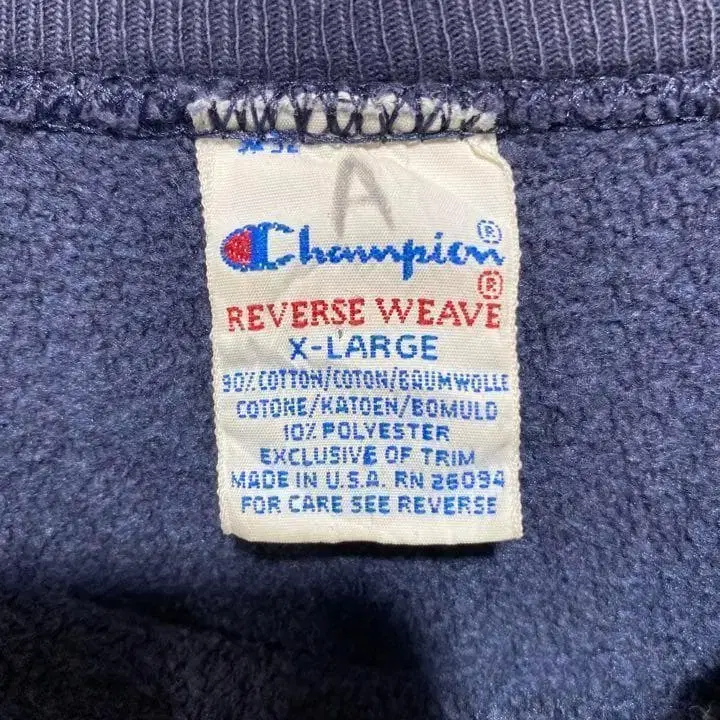 A
Champion®
®
REVERSE WEAVE
X-LARGE
90% COTTON/COTON/BAUMWOLLE
COTONE/KATOEN/BOMULD
10% POLYESTER
EXCLUSIVE OF TRIM
MADE IN U.S.A. RN 26094
FOR CARE SEE REVERSE